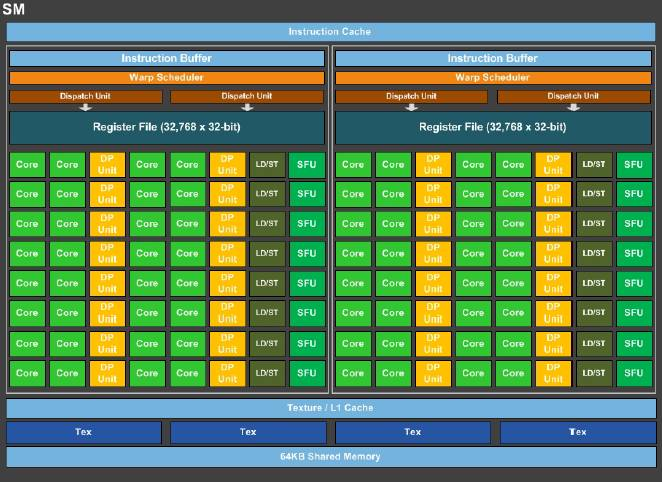 SM
Instruction Cache
Instruction Buffer Instruction Buffer
Warp Scheduler Warp Scheduler
Dispatch Unit Dispatch Unit Dispatch Unit Dispatch Unit
Register File (32,768 x 32-bit) Register File (32,768 x 32-bit)
Core Core DP Unit Core Core DP Unit LD/ST SFU Core Core DP Unit Core Core DP Unit LD/ST SFU
Core Core DP Unit Core Core DP Unit LD/ST SFU Core Core DP Unit Core Core DP Unit LD/ST SFU
Core Core DP Unit Core Core DP Unit LD/ST SFU Core Core DP Unit Core Core DP Unit LD/ST SFU
Core Core DP Unit Core Core DP Unit LD/ST SFU Core Core DP Unit Core Core DP Unit LD/ST SFU
Core Core DP Unit Core Core DP Unit LD/ST SFU Core Core DP Unit Core Core DP Unit LD/ST SFU
Core Core DP Unit Core Core DP Unit LD/ST SFU Core Core DP Unit Core Core DP Unit LD/ST SFU
Core Core DP Unit Core Core DP Unit LD/ST SFU Core Core DP Unit Core Core DP Unit LD/ST SFU
Core Core DP Unit Core Core DP Unit LD/ST SFU Core Core DP Unit Core Core DP Unit LD/ST SFU
Texture / L1 Cache
Tex Tex Tex Tex
64KB Shared Memory